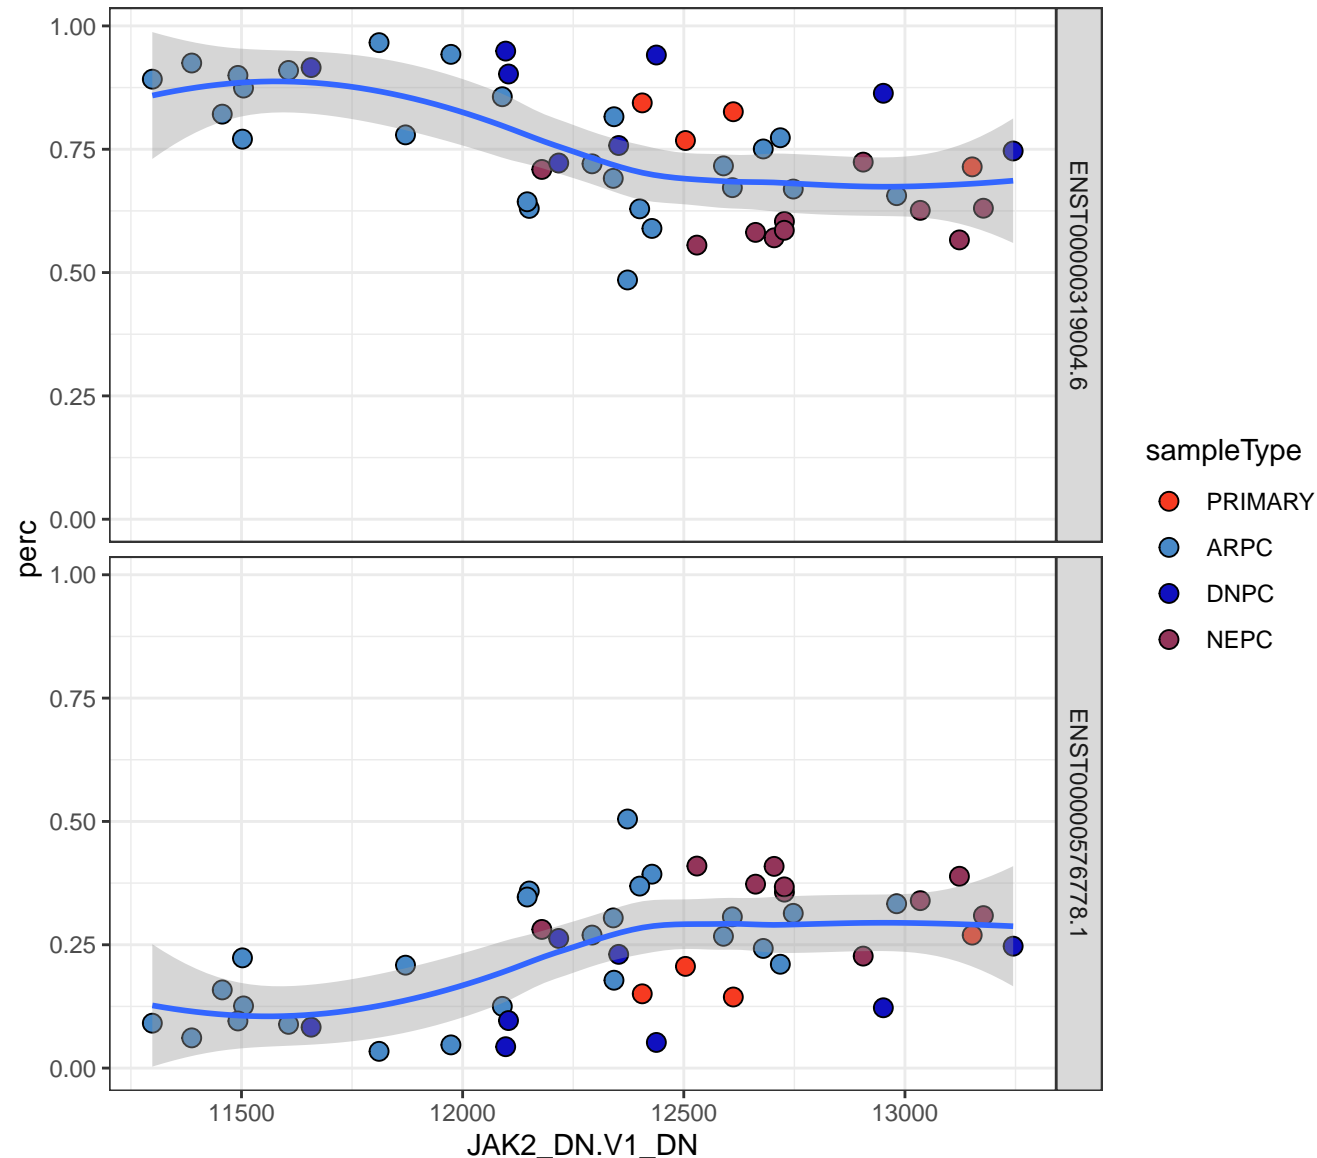 1.00
0.75
0.50
0.25
0.00
ENST00000319004.6
1.00
0.75
0.50
0.25
0.00
ENST00000576778.1
perc
11500 12000 12500 13000
JAK2_DN.V1_DN
sampleType
PRIMARY
ARPC
DNPC
NEPC